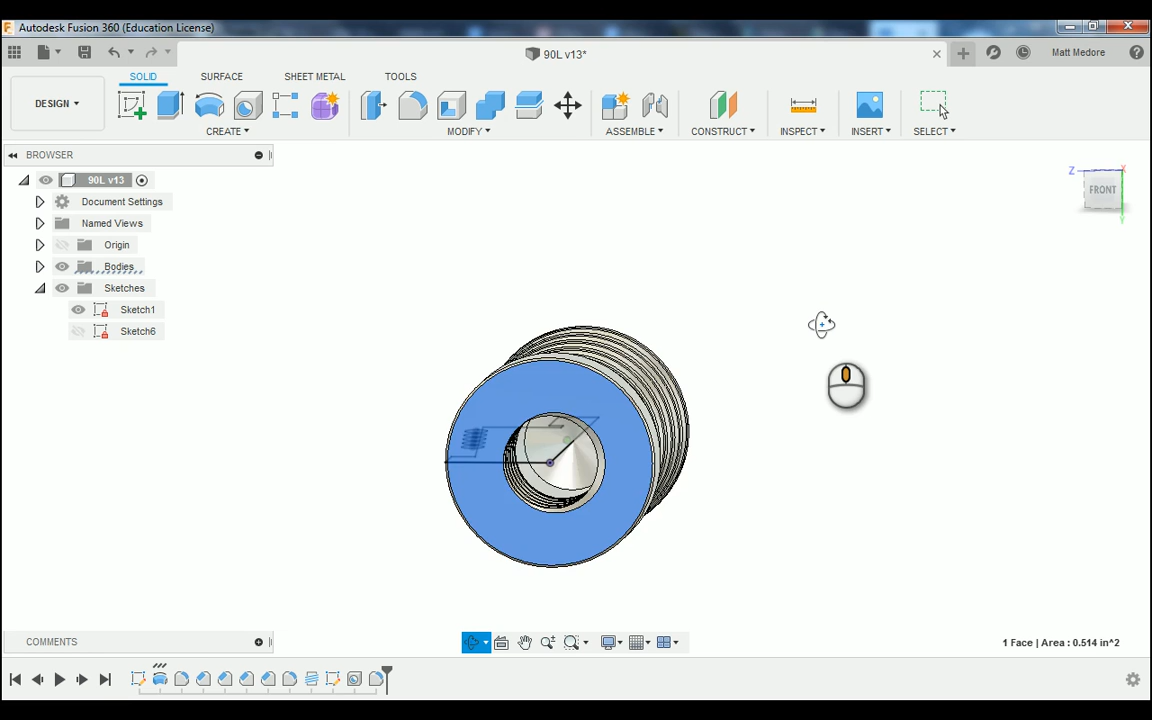 Autodesk Fusion 360 (Education License)
90L v13*
Matt Medore
DESIGN
SOLID
SURFACE
SHEET METAL
TOOLS
CREATE
MODIFY
ASSEMBLE
CONSTRUCT
INSPECT
INSERT
SELECT
BROWSER
90L v13
Document Settings
Named Views
Origin
Bodies
Sketches
Sketch1
Sketch6
Z
X
FRONT
Y
COMMENTS
1 Face | Area : 0.514 in^2